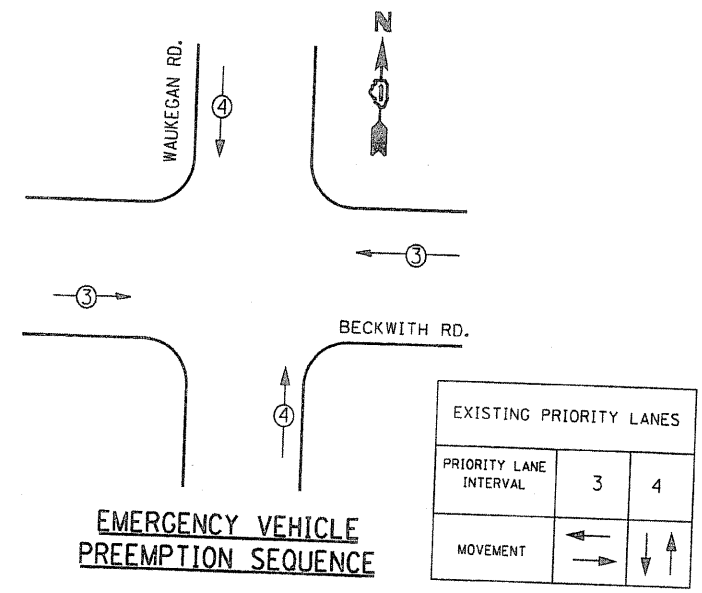 N
WAUKEGAN RD.
4
3
3
BECKWITH RD.
4
EXISTING PRIORITY LANES
PRIORITY LANE
INTERVAL
3
4
MOVEMENT
EMERGENCY VEHICLE
PREEMPTION SEQUENCE